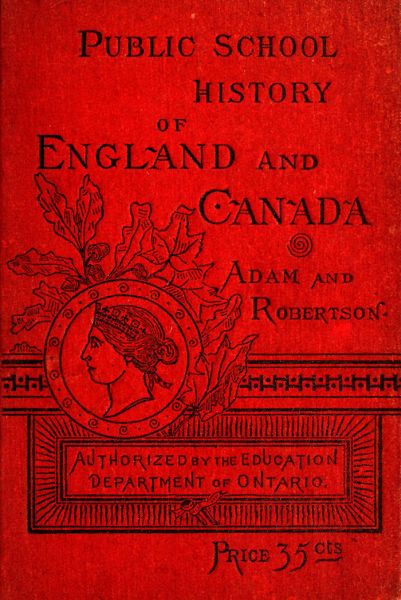 PUBLIC SCHOOL
HISTORY
OF
ENGLAND AND
CANADA
ADAM AND
ROBERTSON.
AUTHORIZED BY THE EDUCATION
DEPARTMENT OF ONTARIO.
PRICE 35 cts